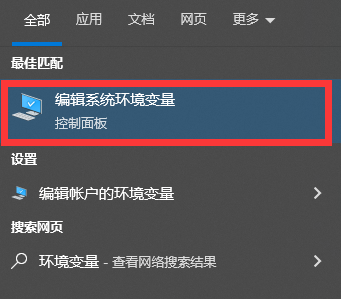 全部 应用 文档 网页 更多
最佳匹配
编辑系统环境变量
控制面板
设置
编辑帐户的环境变量
搜索网页
环境变量 - 查看网络搜索结果